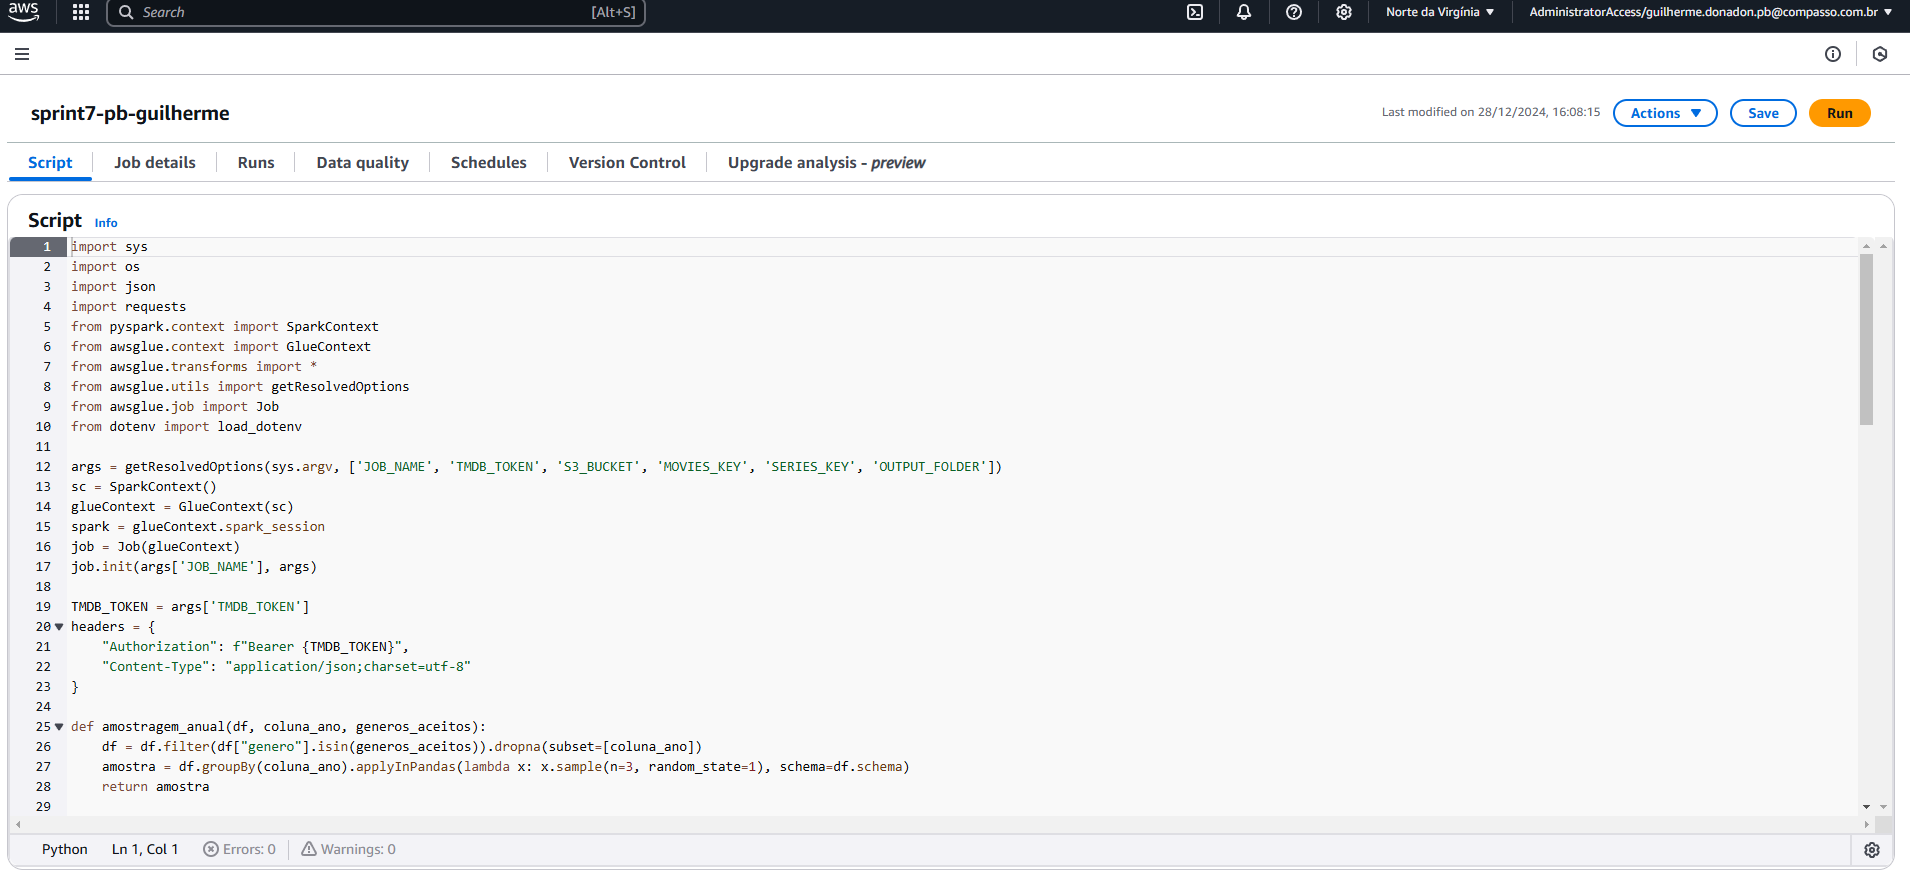 aws Search [Alt+S] Norte da Virgínia AdministratorAccess/guilherme.donadon.pb@compasso.com.br
sprint7-pb-guilherme Last modified on 28/12/2024, 16:08:15 Actions Save Run
Script Job details Runs Data quality Schedules Version Control Upgrade analysis - preview
Script Info
1 import sys
2 import os
3 import json
4 import requests
5 from pyspark.context import SparkContext
6 from awsglue.context import GlueContext
7 from awsglue.transforms import *
8 from awsglue.utils import getResolvedOptions
9 from awsglue.job import Job
10 from dotenv import load_dotenv
11
12 args = getResolvedOptions(sys.argv, ['JOB_NAME', 'TMDB_TOKEN', 'S3_BUCKET', 'MOVIES_KEY', 'SERIES_KEY', 'OUTPUT_FOLDER'])
13 sc = SparkContext()
14 glueContext = GlueContext(sc)
15 spark = glueContext.spark_session
16 job = Job(glueContext)
17 job.init(args['JOB_NAME'], args)
18
19 TMDB_TOKEN = args['TMDB_TOKEN']
20 headers = {
21     "Authorization": f"Bearer {TMDB_TOKEN}",
22     "Content-Type": "application/json;charset=utf-8"
23 }
24
25 def amostragem_anual(df, coluna_ano, generos_aceitos):
26     df = df.filter(df["genero"].isin(generos_aceitos)).dropna(subset=[coluna_ano])
27     amostra = df.groupBy(coluna_ano).applyInPandas(lambda x: x.sample(n=3, random_state=1), schema=df.schema)
28     return amostra
29
Python Ln 1, Col 1 Errors: 0 Warnings: 0